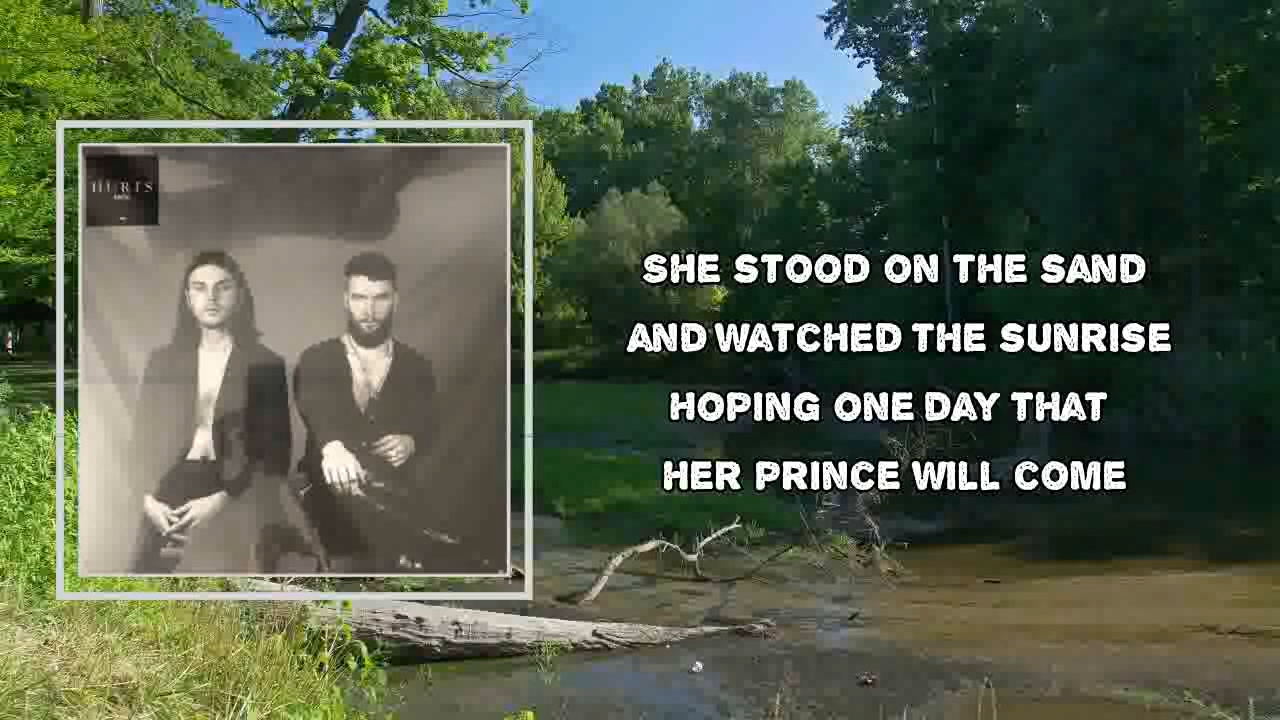 HURTS
SHE STOOD ON THE SAND
AND WATCHED THE SUNRISE
HOPING ONE DAY THAT
HER PRINCE WILL COME